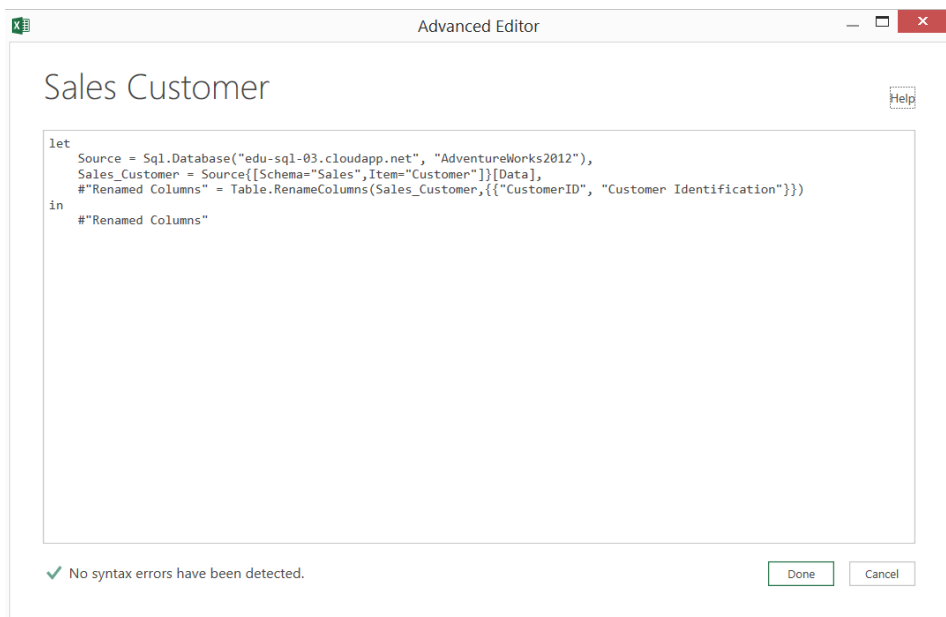 Advanced Editor
Sales Customer
Help
let
    Source = Sql.Database("edu-sql-03.cloudapp.net", "AdventureWorks2012"),
    Sales_Customer = Source{[Schema="Sales",Item="Customer"]}[Data],
    #"Renamed Columns" = Table.RenameColumns(Sales_Customer,{{"CustomerID", "Customer Identification"}})
in
    #"Renamed Columns"
No syntax errors have been detected.
Done
Cancel